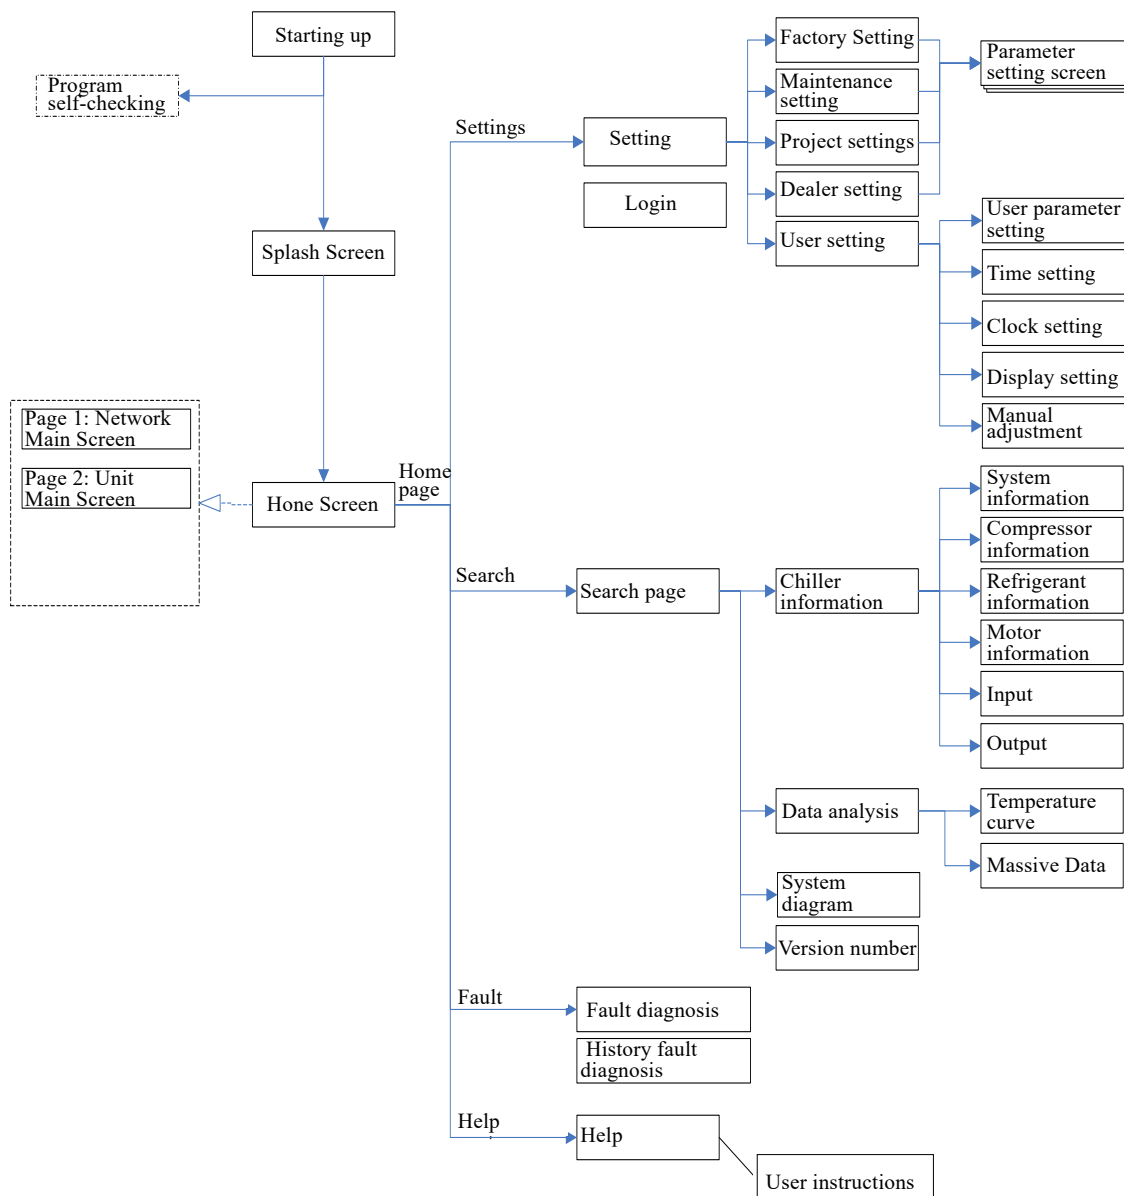 Starting up
Program
self-checking
Splash Screen
Page 1: Network
Main Screen
Page 2: Unit
Main Screen
Hone Screen
Home
page
Settings
Setting
Login
Factory Setting
Maintenance
setting
Project settings
Dealer setting
User setting
Parameter
setting screen
User parameter
setting
Time setting
Clock setting
Display setting
Manual
adjustment
Search
Search page
Chiller
information
System
information
Compressor
information
Refrigerant
information
Motor
information
Input
Output
Data analysis
Temperature
curve
Massive Data
System
diagram
Version number
Fault
Fault diagnosis
History fault
diagnosis
Help
Help
User instructions